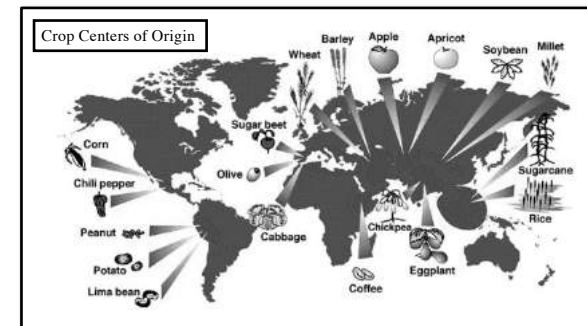 Crop Centers of Origin
Wheat
Barley
Apple
Apricot
Soybean
Millet
Sugar beet
Corn
Olive
Chili pepper
Sugarcane
Cabbage
Chickpea
Rice
Peanut
Potato
Eggplant
Lima bean
Coffee